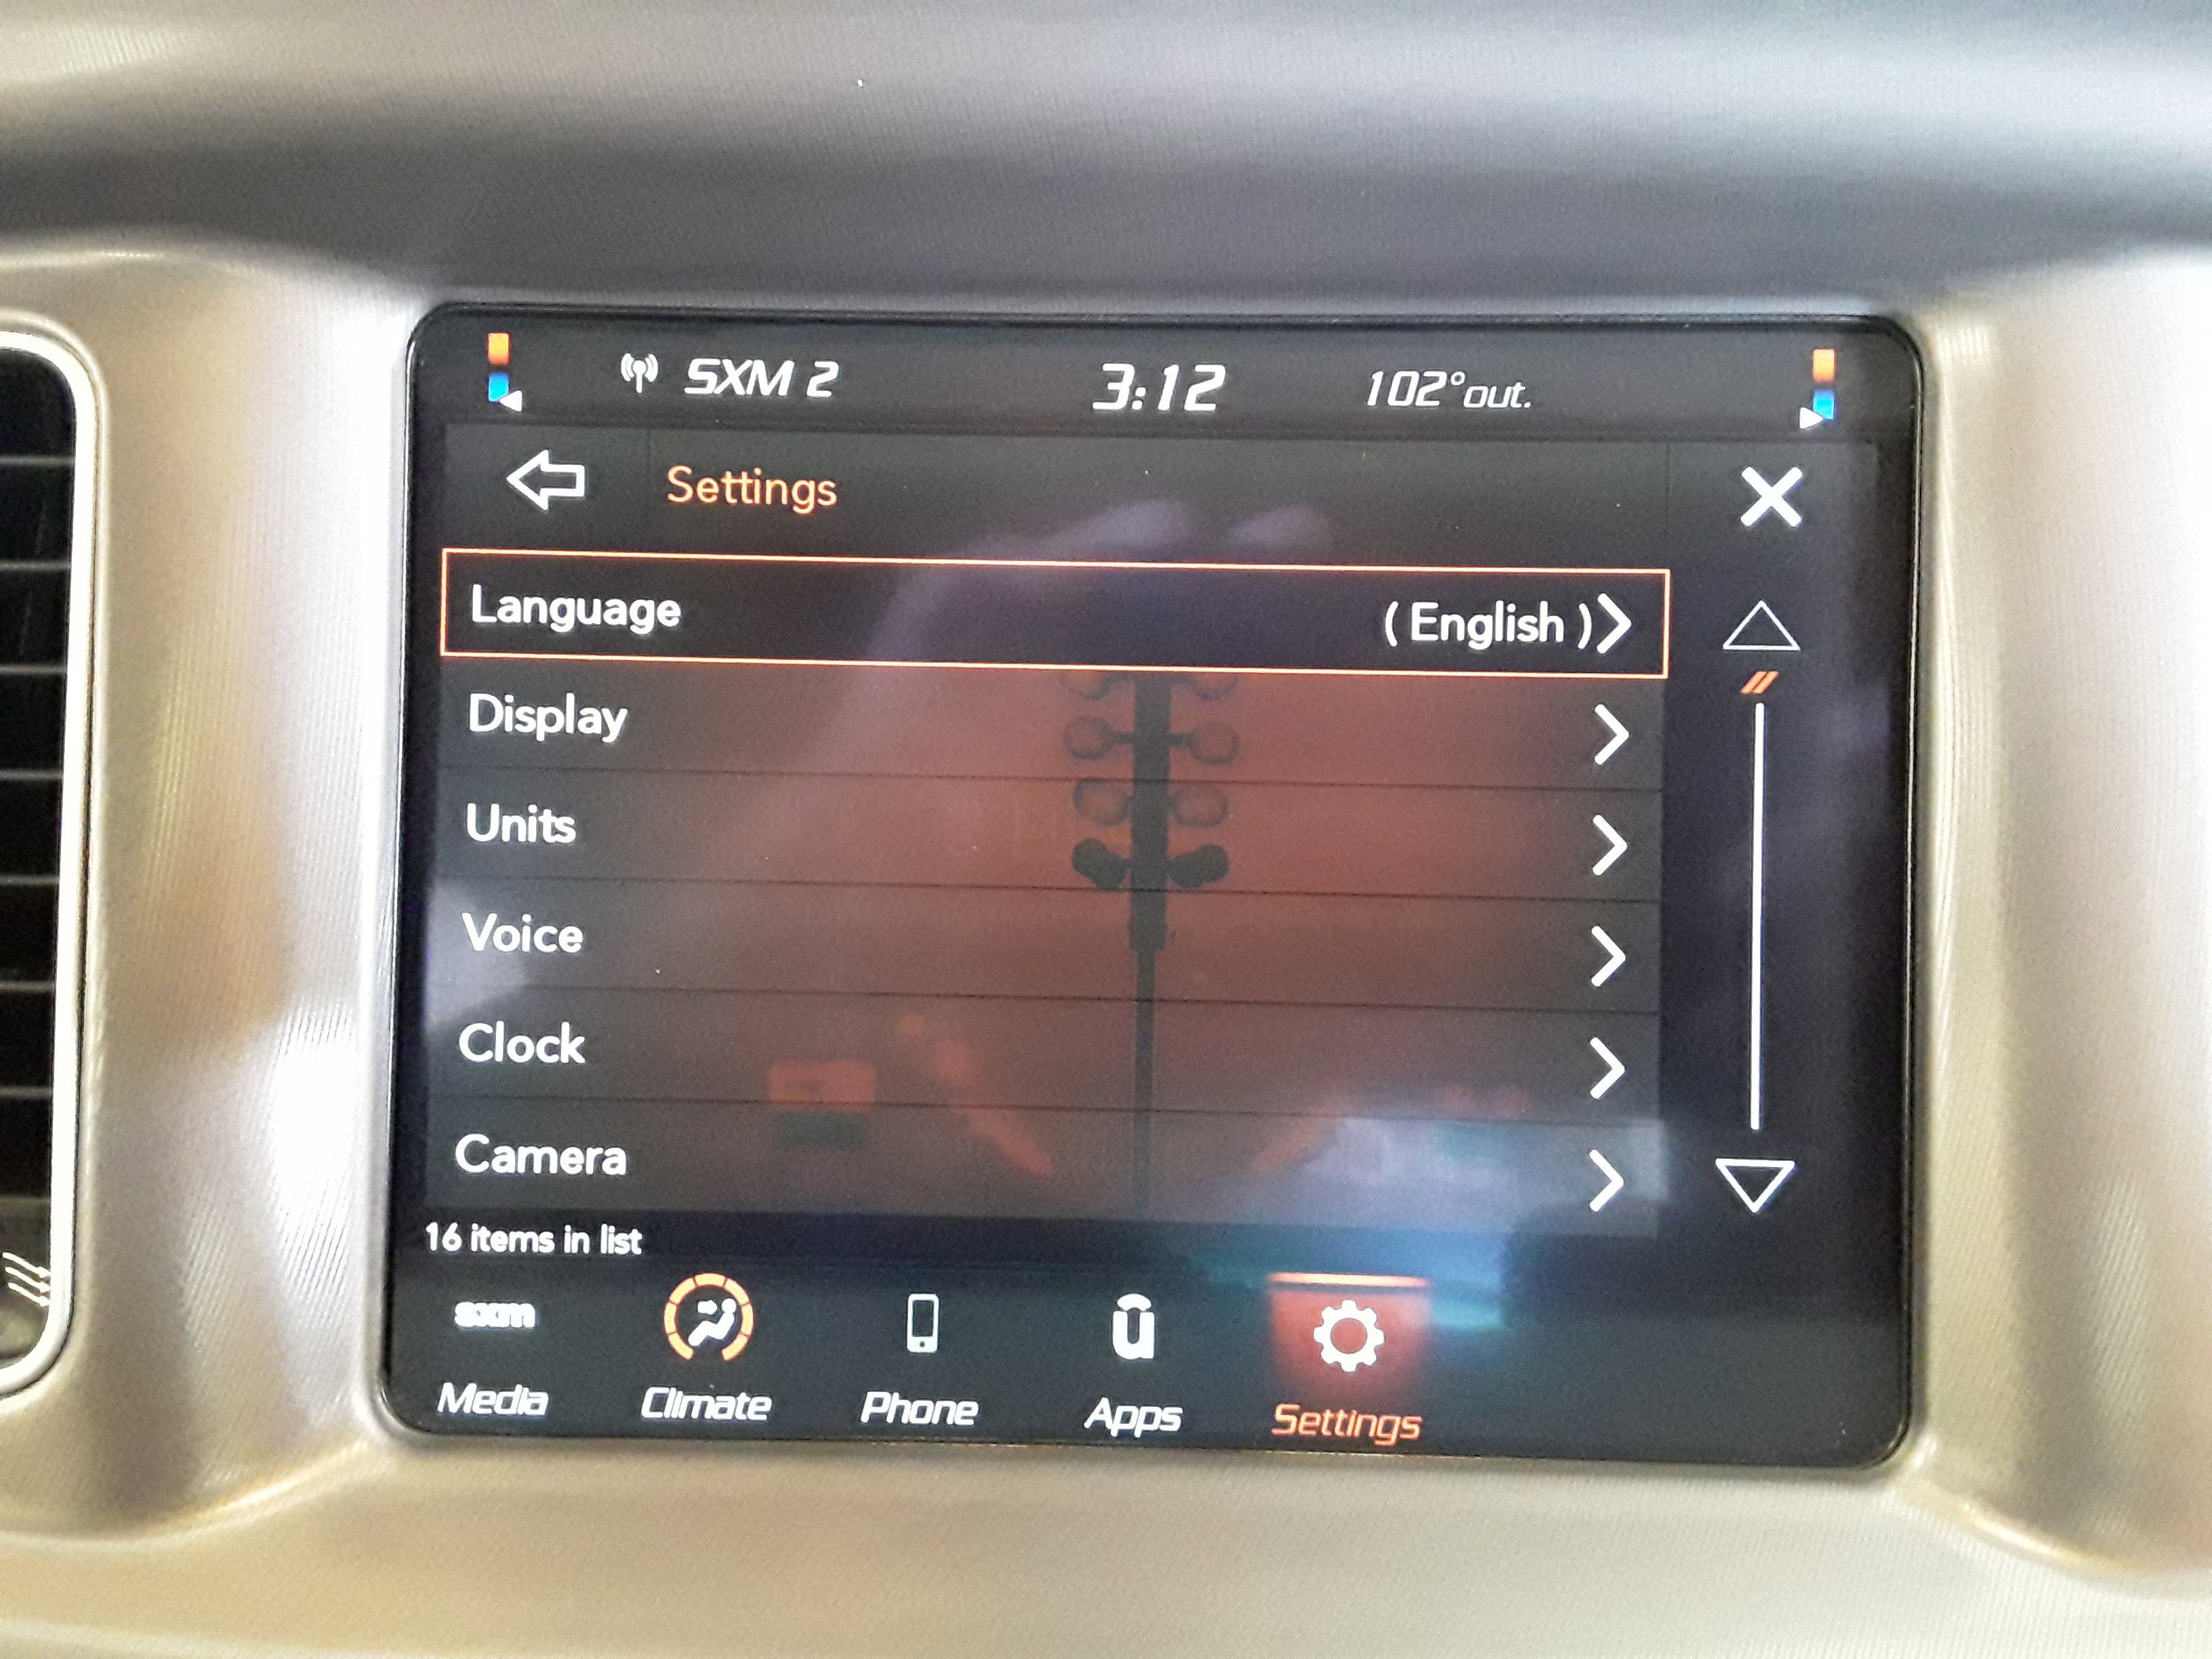 SXM 2 3:12 102° out.
Settings
Language ( English )
Display
Units
Voice
Clock
Camera
16 items in list
sxm
Media Climate Phone Apps Settings